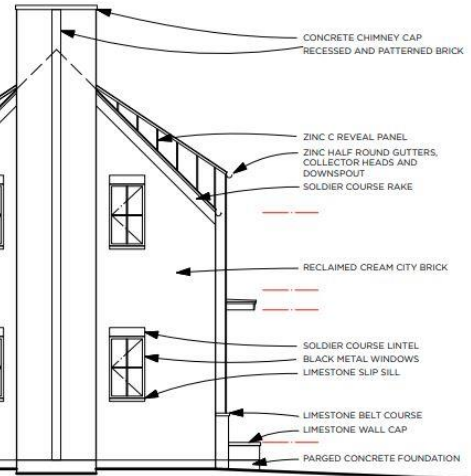 CONCRETE CHIMNEY CAP
RECESSED AND PATTERNED BRICK
ZINC C REVEAL PANEL
ZINC HALF ROUND GUTTERS,
COLLECTOR HEADS AND
DOWNSPOUT
SOLDIER COURSE RAKE
RECLAIMED CREAM CITY BRICK
SOLDIER COURSE LINTEL
BLACK METAL WINDOWS
LIMESTONE SLIP SILL
LIMESTONE BELT COURSE
LIMESTONE WALL CAP
PARGED CONCRETE FOUNDATION